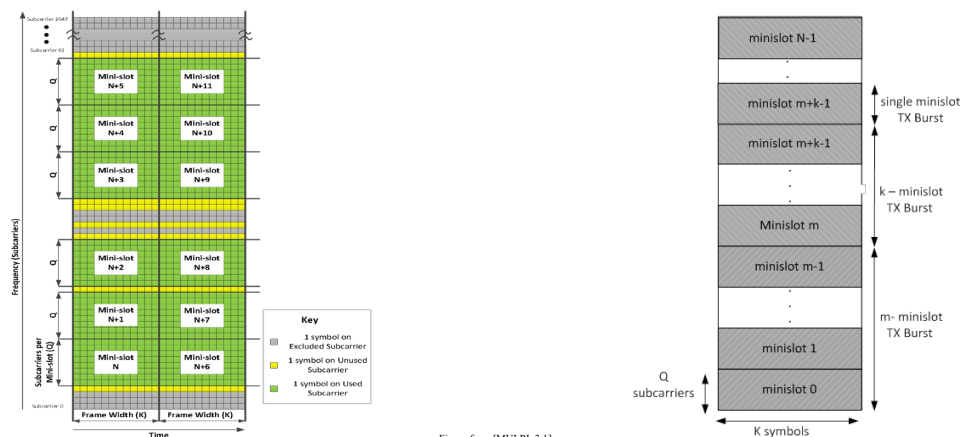 Subcarrier 2047
Subcarrier 63
Frequency (Subcarriers)
Q
Mini-slot
N+5
Mini-slot
N+11
Q
Mini-slot
N+4
Mini-slot
N+10
Q
Mini-slot
N+3
Mini-slot
N+9
Q
Mini-slot
N+2
Mini-slot
N+8
Q
Mini-slot
N+1
Mini-slot
N+7
Subcarriers per
Mini-slot (Q)
Mini-slot
N
Mini-slot
N+6
Subcarrier 0
Frame Width (K)
Frame Width (K)
Time
Key
1 symbol on
Excluded Subcarrier
1 symbol on Unused
Subcarrier
1 symbol on Used
Subcarrier
minislot N-1
minislot m+k-1
single minislot
TX Burst
minislot m+k-1
k – minislot
TX Burst
Minislot m
minislot m-1
m- minislot
TX Burst
minislot 1
Q
subcarriers
minislot 0
K symbols